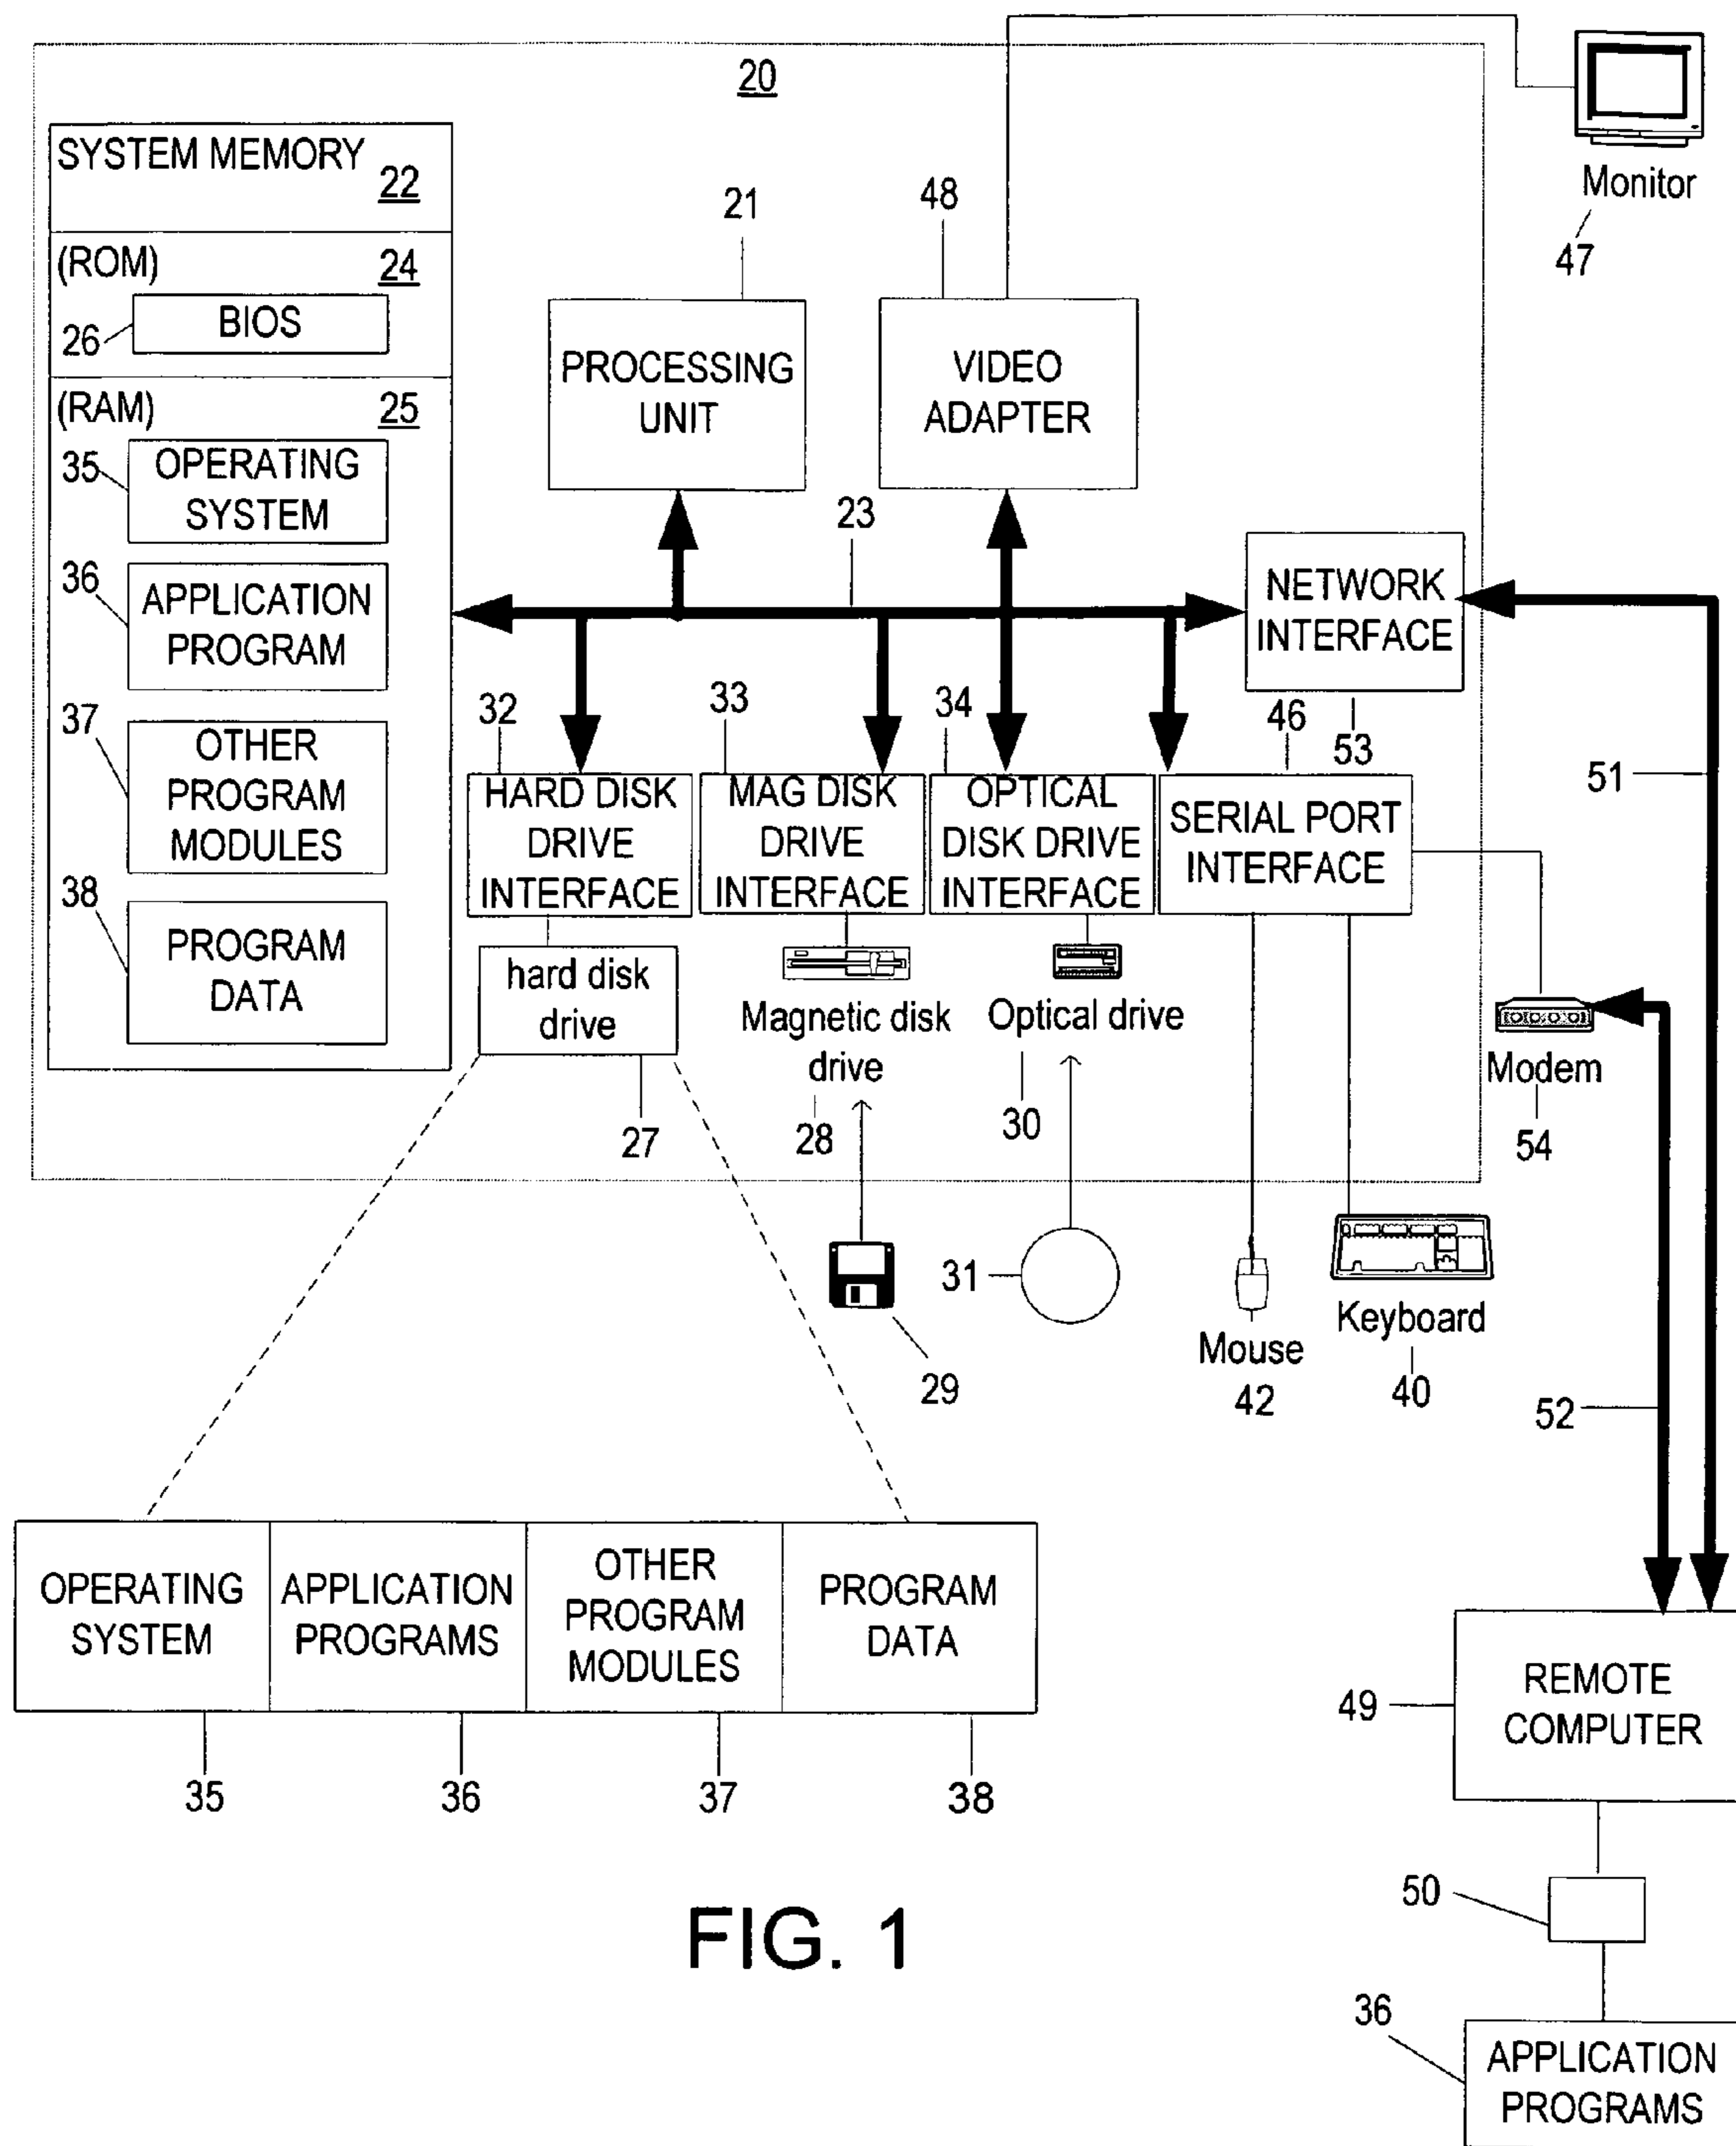 20
SYSTEM MEMORY
22
(ROM)
24
26
BIOS
(RAM)
25
35
OPERATING
SYSTEM
36
APPLICATION
PROGRAM
37
OTHER
PROGRAM
MODULES
38
PROGRAM
DATA
21
PROCESSING
UNIT
48
VIDEO
ADAPTER
Monitor
47
23
NETWORK
INTERFACE
53
51
32
HARD DISK
DRIVE
INTERFACE
33
MAG DISK
DRIVE
INTERFACE
34
OPTICAL
DISK DRIVE
INTERFACE
46
SERIAL PORT
INTERFACE
hard disk
drive
27
Magnetic disk
drive
28
Optical drive
30
Modem
54
29
31
Mouse
42
Keyboard
40
52
OPERATING
SYSTEM
APPLICATION
PROGRAMS
OTHER
PROGRAM
MODULES
PROGRAM
DATA
35
36
37
38
49
REMOTE
COMPUTER
50
36
APPLICATION
PROGRAMS
FIG. 1